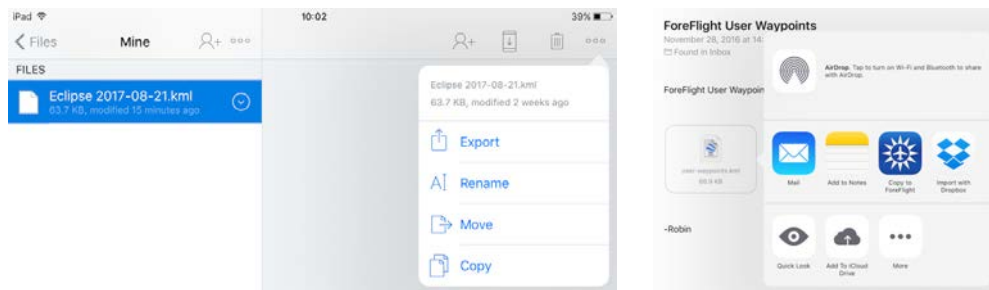 iPad
10:02
39%
Files
Mine
FILES
Eclipse 2017-08-21.kml
63.7 KB, modified 15 minutes ago
Eclipse 2017-08-21.kml
63.7 KB, modified 2 weeks ago
Export
Rename
Move
Copy
ForeFlight User Waypoints
November 28, 2016 at 14:
Found in Inbox
AirDrop. Tap to turn on Wi-Fi and Bluetooth to share
with AirDrop.
ForeFlight User Waypoin
user-waypoints.kml
Mail
Add to Notes
Copy to
ForeFlight
Import with
Dropbox
-Robin
Quick Look
Add To iCloud
Drive
More